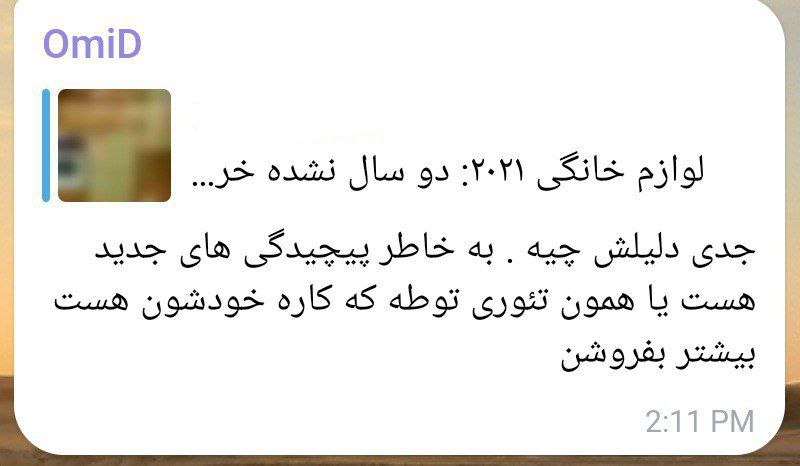 OmiD
لوازم خانگی ۲۰۲۱: دو سال نشده خر...
جدی دلیلش چیه . به خاطر پیچیدگی های جدید
هست یا همون تئوری توطه که کاره خودشون هست
بیشتر بفروشن
2:11 PM